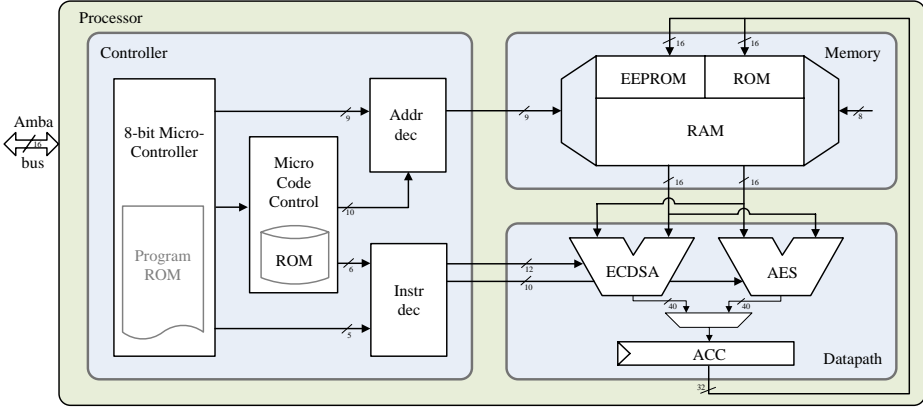 Processor
Controller
Memory
16
16
EEPROM
ROM
RAM
9
8
16
16
8-bit Micro-
Controller
Program
ROM
9
Addr
dec
Micro
Code
Control
ROM
10
6
5
Instr
dec
Amba
16
bus
12
10
ECDSA
AES
40
40
ACC
32
Datapath